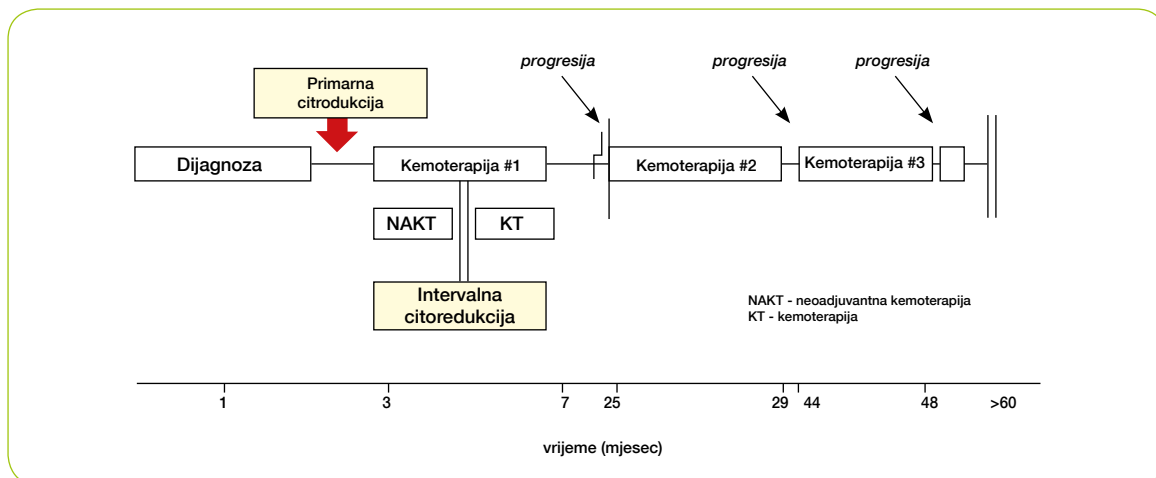 progresija
progresija
progresija
Primarna
citrodukcija
Dijagnoza
Kemoterapija #1
Kemoterapija #2
Kemoterapija #3
NAKT
KT
Intervalna
citoredukcija
NAKT - neoadjuvantna kemoterapija
KT - kemoterapija
1
3
7
25
29
44
48
>60
vrijeme (mjesec)